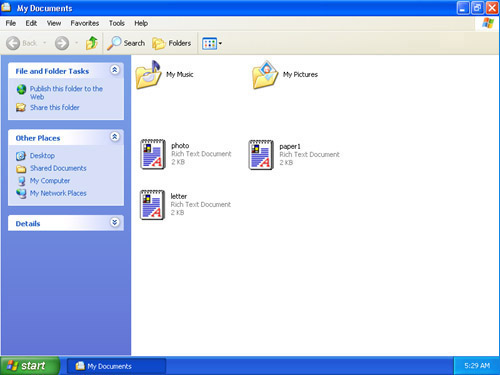 My Documents
File Edit View Favorites Tools Help
Back Search Folders
File and Folder Tasks
Publish this folder to the
Web
Share this folder
Other Places
Desktop
Shared Documents
My Computer
My Network Places
Details
My Music My Pictures
photo
Rich Text Document
2 KB
paper1
Rich Text Document
2 KB
letter
Rich Text Document
2 KB
start My Documents 5:29 AM